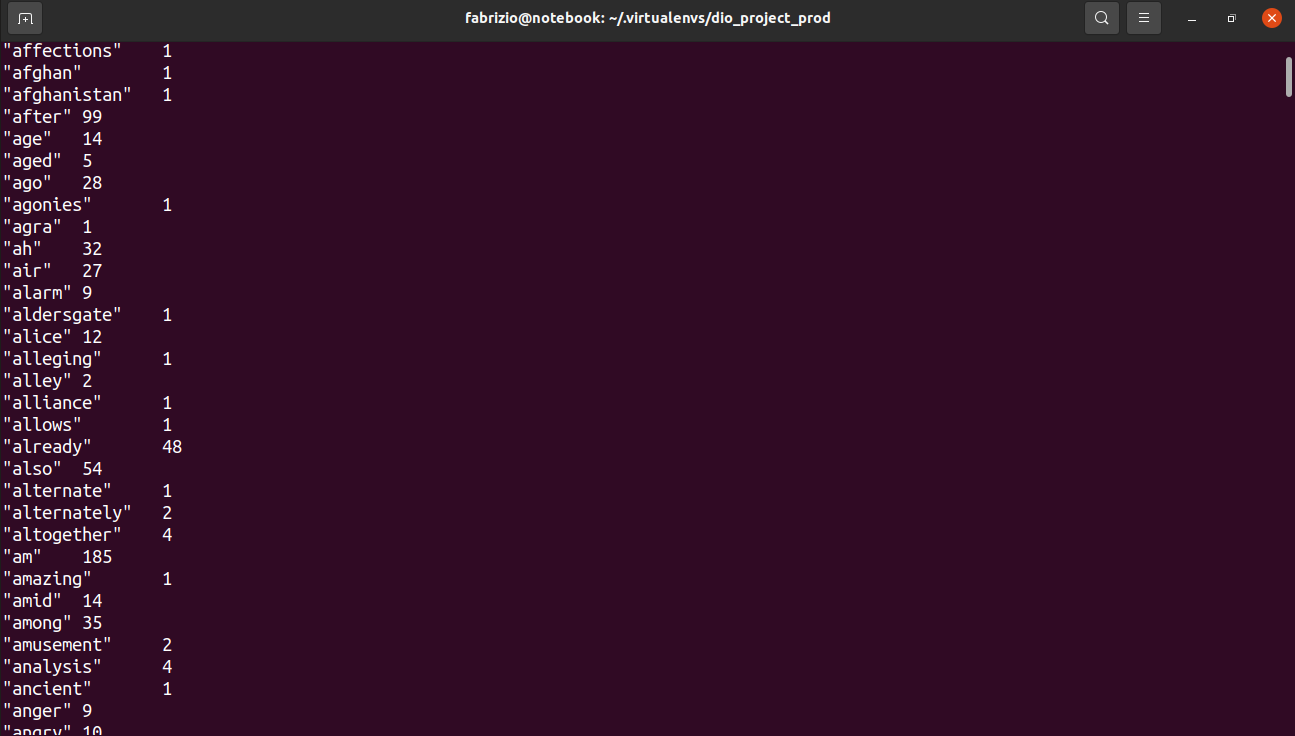 fabrizio@notebook: ~/.virtualenvs/dio_project_prod
"affections"	1
"afghan"	1
"afghanistan"	1
"after"	99
"age"	14
"aged"	5
"ago"	28
"agonies"	1
"agra"	1
"ah"	32
"air"	27
"alarm"	9
"aldersgate"	1
"alice"	12
"alleging"	1
"alley"	2
"alliance"	1
"allows"	1
"already"	48
"also"	54
"alternate"	1
"alternately"	2
"altogether"	4
"am"	185
"amazing"	1
"amid"	14
"among"	35
"amusement"	2
"analysis"	4
"ancient"	1
"anger"	9
"angry"	10